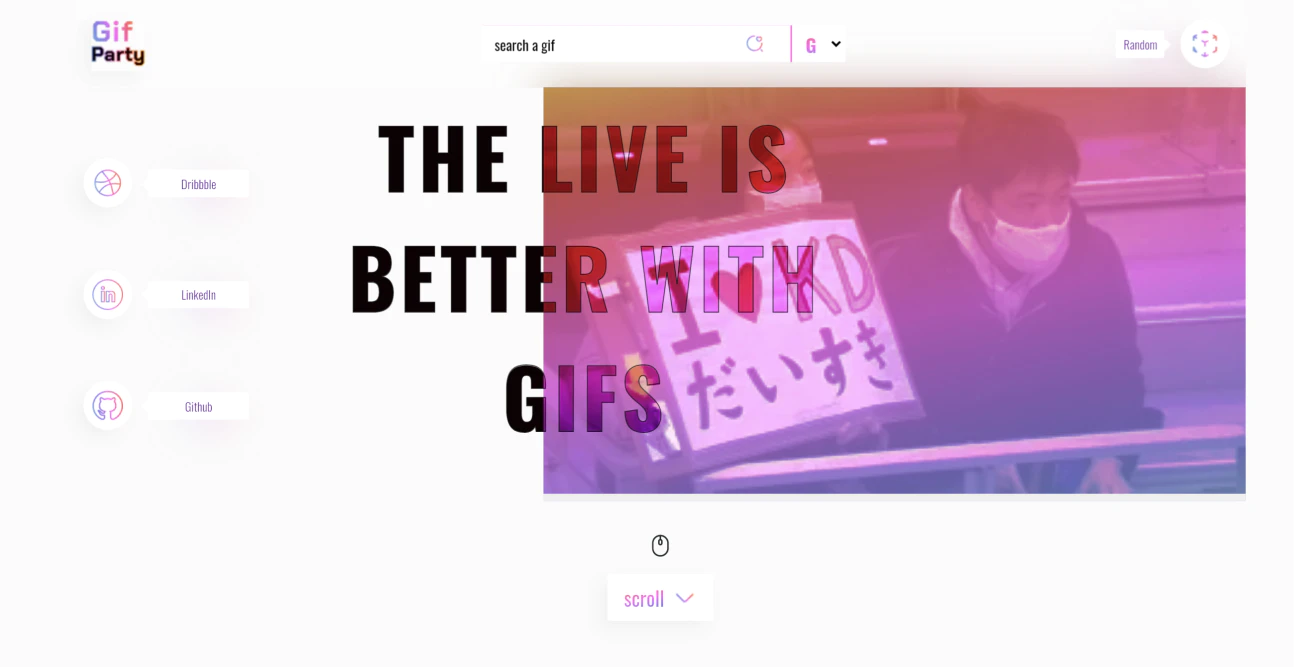 Gif
Party
search a gif
G
Random
THE LIVE IS
BETTER WITH
GIFS
I ♥ KD
だいすき
Dribbble
LinkedIn
Github
scroll